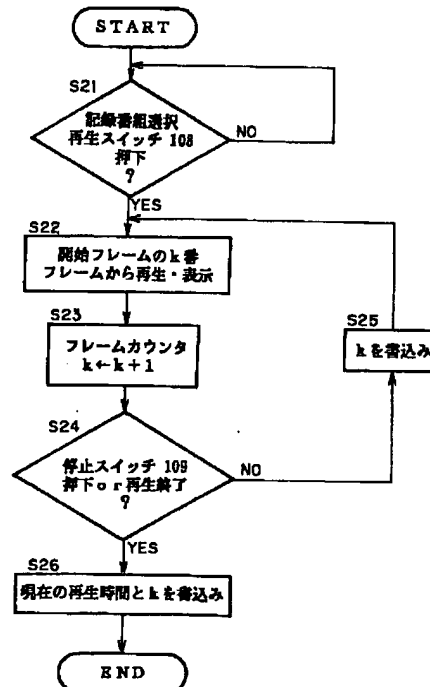 START
S21
記録番組選択
再生スイッチ 108
押下
?
NO
YES
S22
開始フレームのk番
フレームから再生・表示
S23
フレームカウンタ
k←k+1
S25
kを書込み
S24
停止スイッチ 109
押下or再生終了
?
NO
YES
S26
現在の再生時間とkを書込み
END